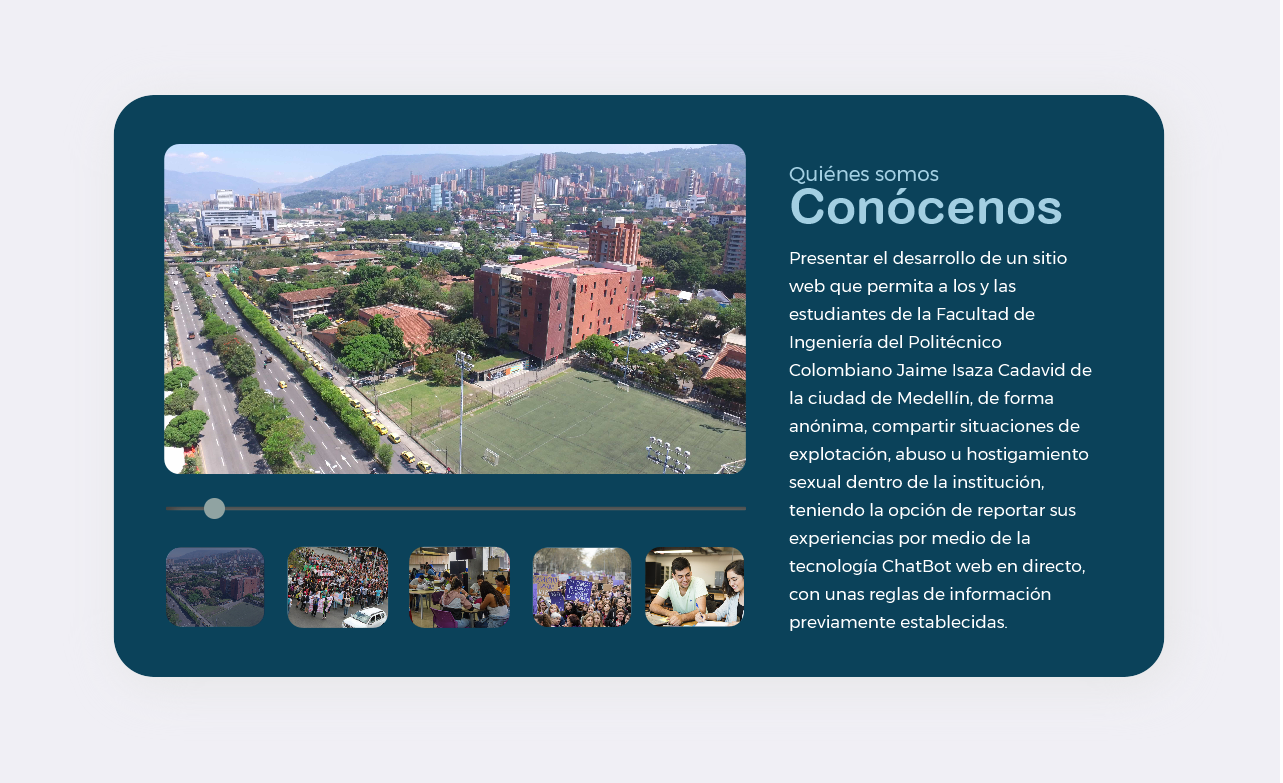 Quiénes somos
Conócenos
Presentar el desarrollo de un sitio
web que permita a los y las
estudiantes de la Facultad de
Ingeniería del Politécnico
Colombiano Jaime Isaza Cadavid de
la ciudad de Medellín, de forma
anónima, compartir situaciones de
explotación, abuso u hostigamiento
sexual dentro de la institución,
teniendo la opción de reportar sus
experiencias por medio de la
tecnología ChatBot web en directo,
con unas reglas de información
previamente establecidas.